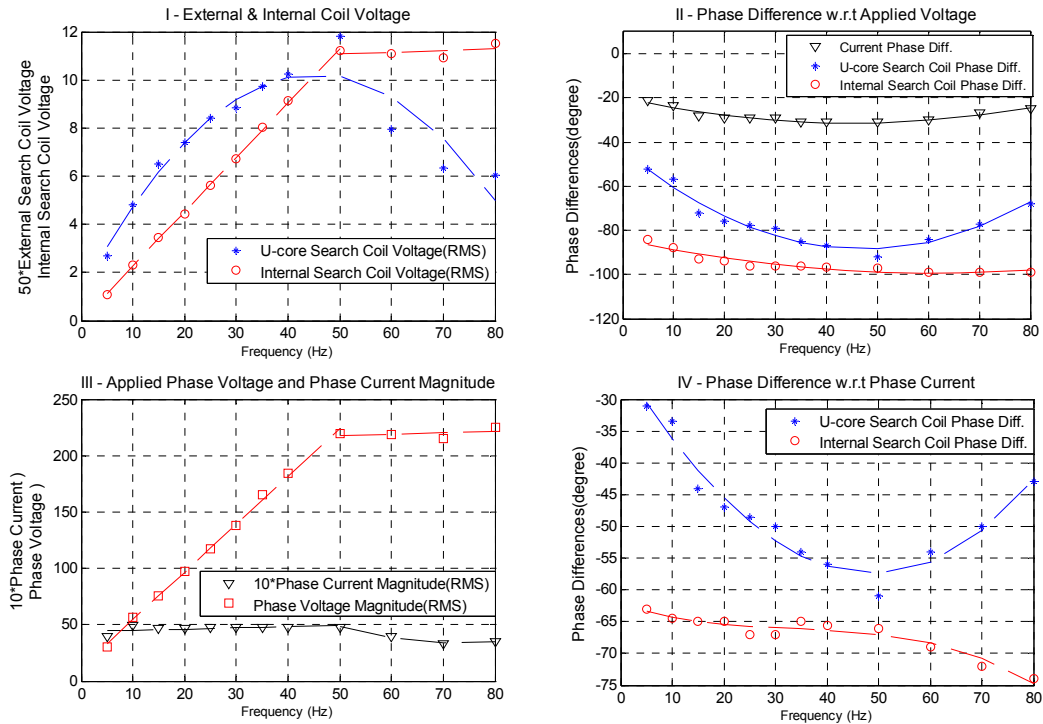 I - External & Internal Coil Voltage
50*External Search Coil Voltage
Internal Search Coil Voltage
12
10
8
6
4
2
0
U-core Search Coil Voltage(RMS)
Internal Search Coil Voltage(RMS)
0 10 20 30 40 50 60 70 80
Frequency (Hz)
II - Phase Difference w.r.t Applied Voltage
Phase Differences(degree)
0
-20
-40
-60
-80
-100
-120
Current Phase Diff.
U-core Search Coil Phase Diff.
Internal Search Coil Phase Diff.
0 10 20 30 40 50 60 70 80
Frequency (Hz)
III - Applied Phase Voltage and Phase Current Magnitude
10*Phase Current( )
Phase Voltage( )
250
200
150
100
50
0
10*Phase Current Magnitude(RMS)
Phase Voltage Magnitude(RMS)
0 10 20 30 40 50 60 70 80
Frequency (Hz)
IV - Phase Difference w.r.t Phase Current
Phase Differences(degree)
-30
-35
-40
-45
-50
-55
-60
-65
-70
-75
U-core Search Coil Phase Diff.
Internal Search Coil Phase Diff.
0 10 20 30 40 50 60 70 80
Frequency (Hz)